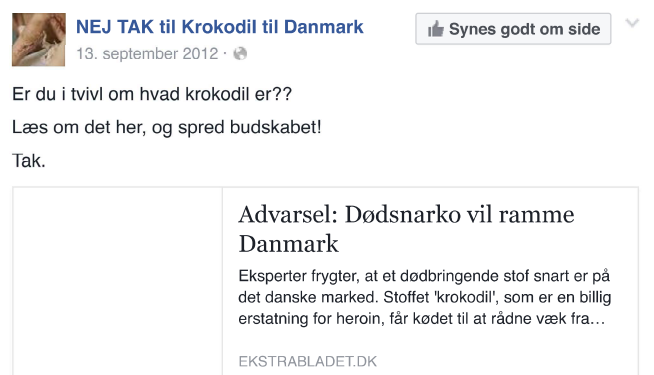 NEJ TAK til Krokodil til Danmark
Synes godt om side
13. september 2012 ·
Er du i tvivl om hvad krokodil er??
Læs om det her, og spred budskabet!
Tak.
Advarsel: Dødsnarko vil ramme
Danmark
Eksperter frygter, at et dødbringende stof snart er på
det danske marked. Stoffet 'krokodil', som er en billig
erstatning for heroin, får kødet til at rådne væk fra…
EKSTRABLADET.DK